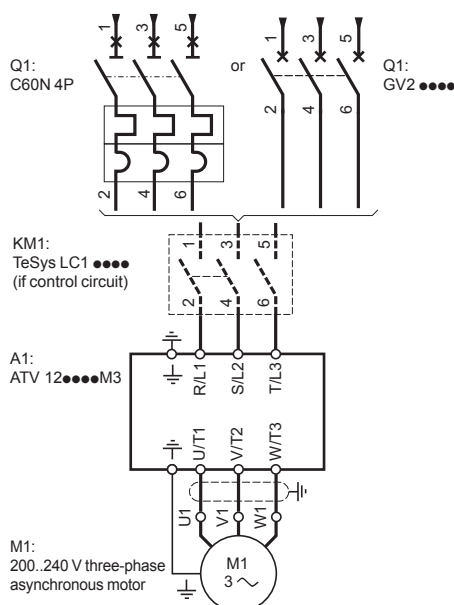 Q1:
C60N 4P
1
3
5
or
1
3
5
Q1:
GV2 ●●●●
2
4
6
2
4
6
KM1:
TeSys LC1 ●●●●
(if control circuit)
1
3
5
2
4
6
A1:
ATV 12●●●●M3
R/L1
S/L2
T/L3
U/T1
V/T2
W/T3
U1
V1
W1
M1:
200..240 V three-phase
asynchronous motor
M1
3 ~